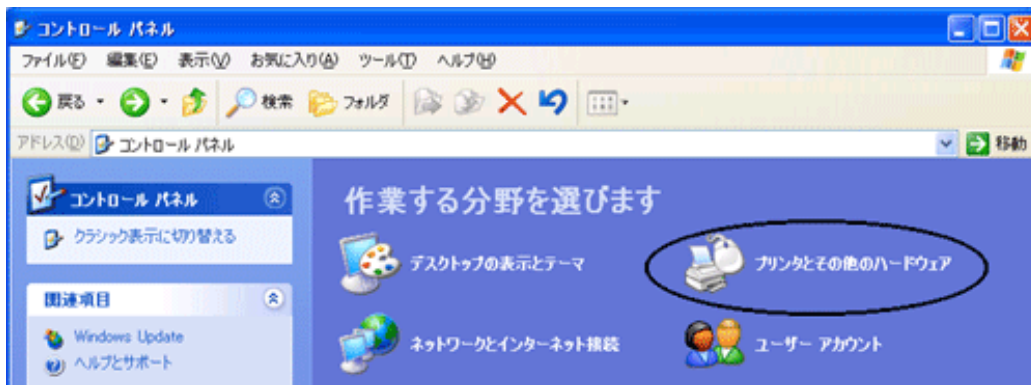 コントロール パネル
ファイル(F) 編集(E) 表示(V) お気に入り(A) ツール(T) ヘルプ(H)
戻る 検索 フォルダ
アドレス(D) コントロール パネル 移動
コントロール パネル
クラシック表示に切り替える
関連項目
Windows Update
ヘルプとサポート
作業する分野を選びます
デスクトップの表示とテーマ
プリンタとその他のハードウェア
ネットワークとインターネット接続
ユーザー アカウント